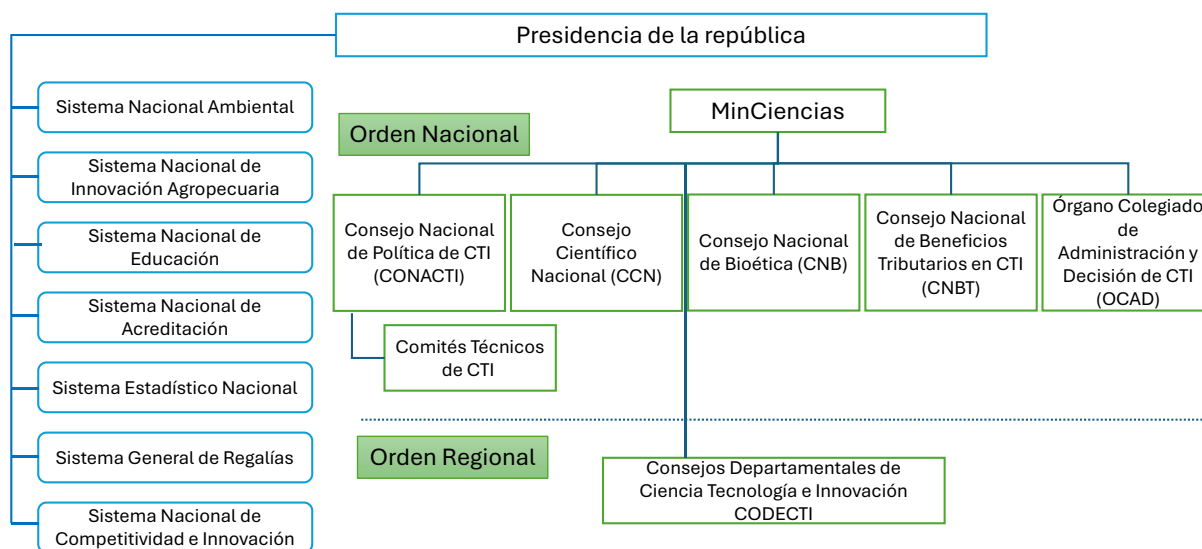 Presidencia de la república
Sistema Nacional Ambiental
Sistema Nacional de
Innovación Agropecuaria
Sistema Nacional de
Educación
Sistema Nacional de
Acreditación
Sistema Estadístico Nacional
Sistema General de Regalías
Sistema Nacional de
Competitividad e Innovación
MinCiencias
Orden Nacional
Consejo Nacional
de Política de CTI
(CONACTI)
Consejo
Científico
Nacional (CCN)
Consejo Nacional
de Bioética (CNB)
Consejo Nacional
de Beneficios
Tributarios en CTI
(CNBT)
Órgano Colegiado
de
Administración y
Decisión de CTI
(OCAD)
Comités Técnicos
de CTI
Orden Regional
Consejos Departamentales de
Ciencia Tecnología e Innovación
CODECTI